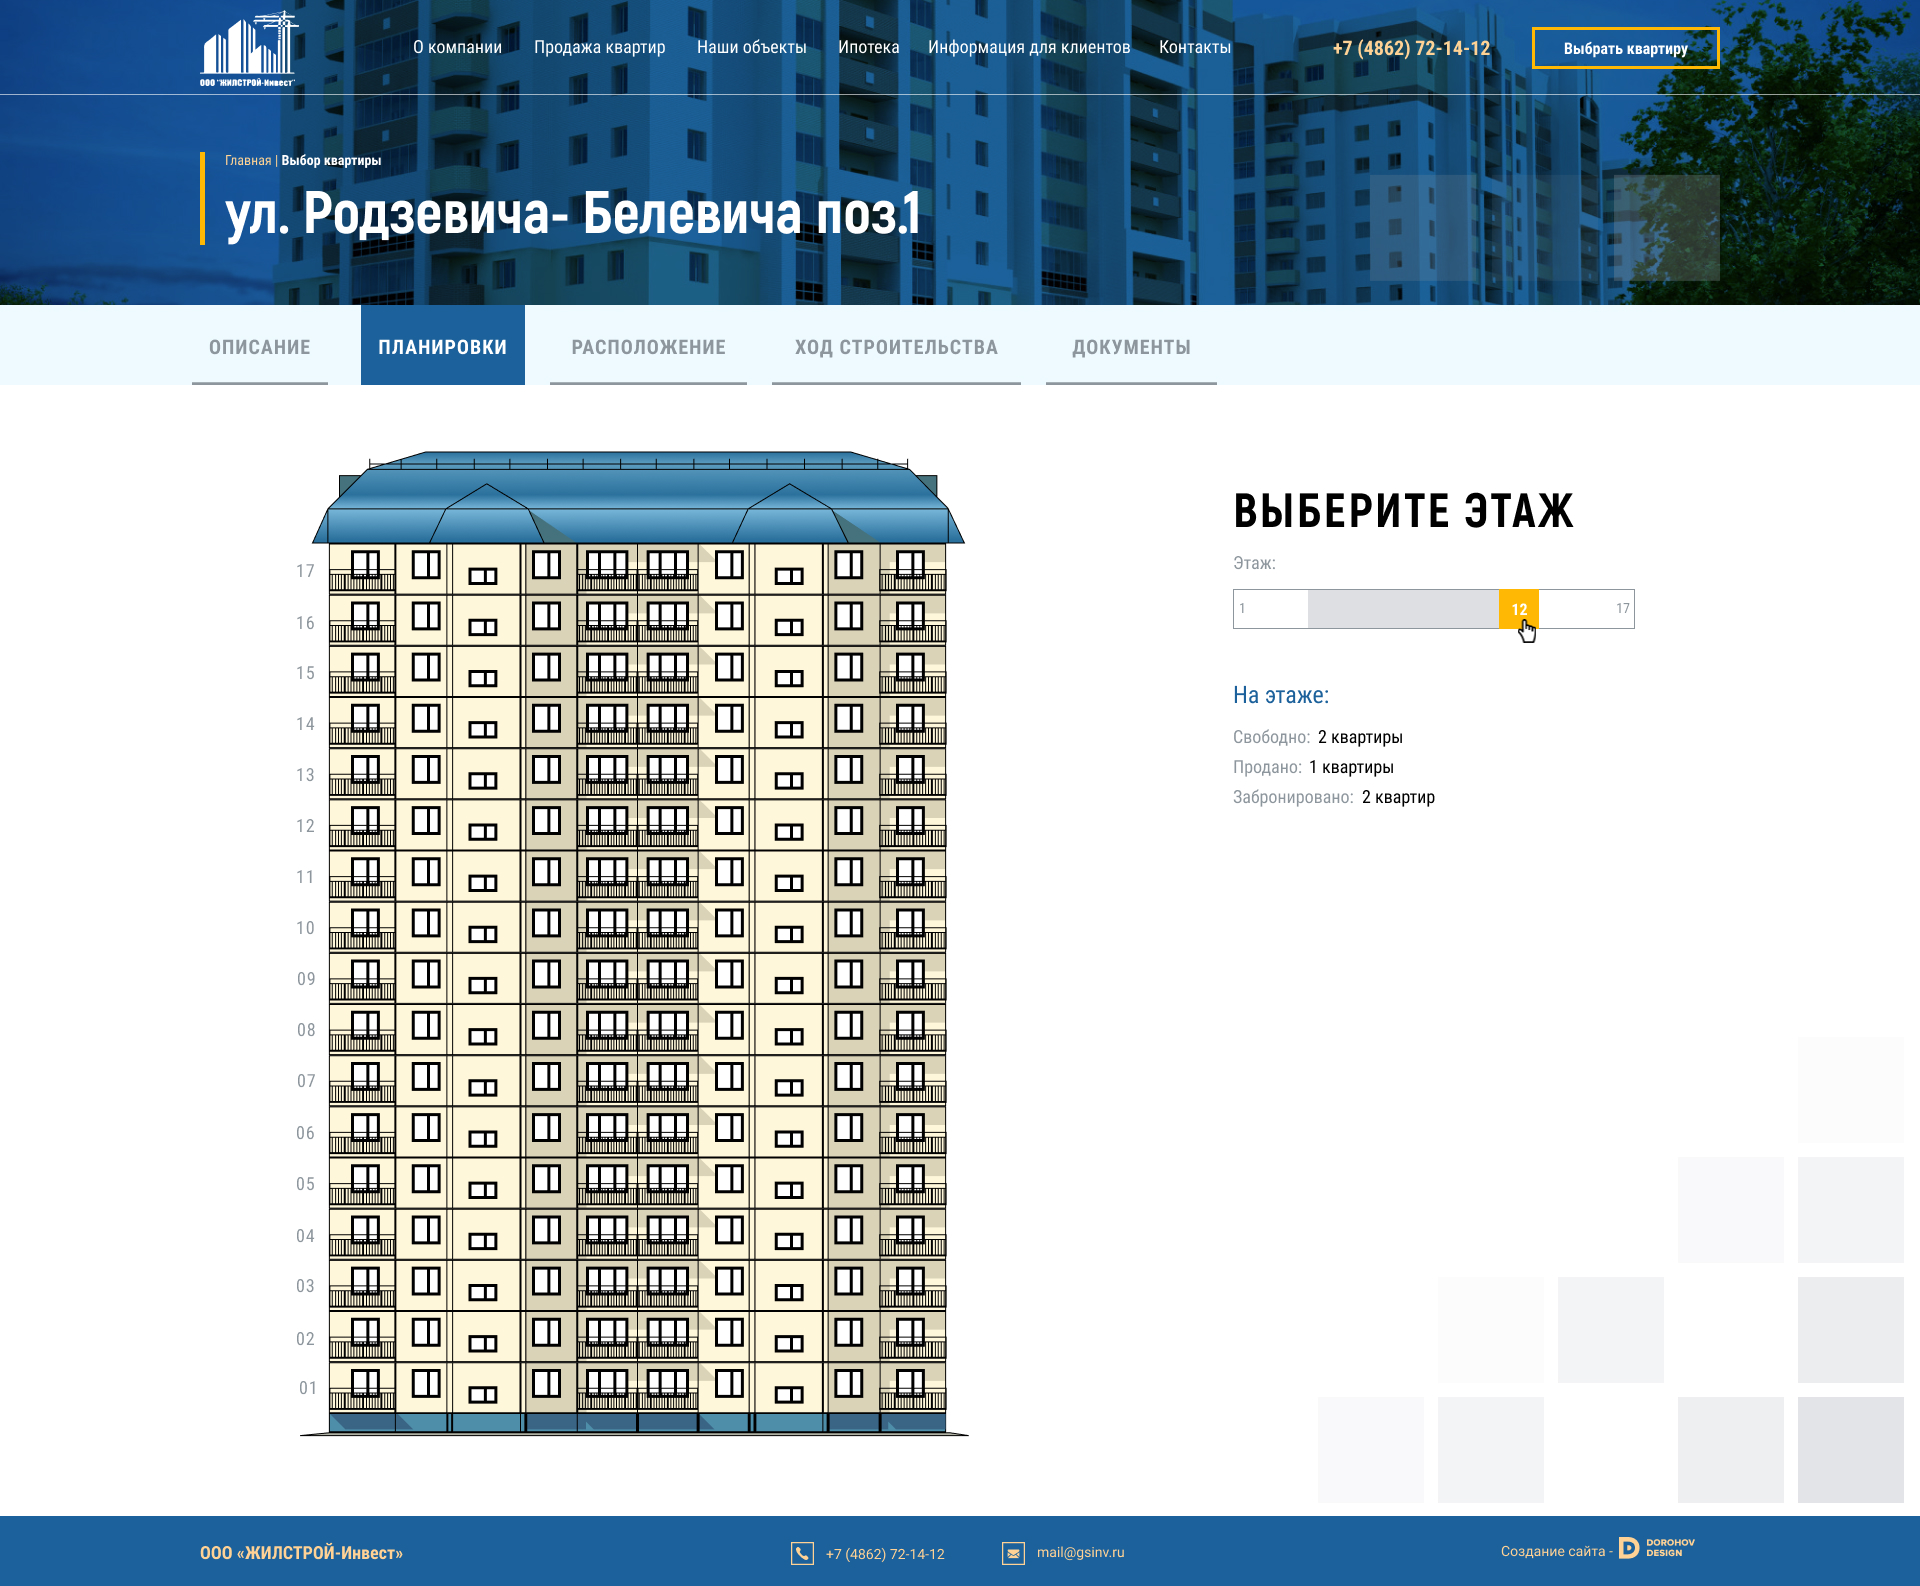 ООО "ЖИЛСТРОЙ-Инвест"
О компании
Продажа квартир
Наши объекты
Ипотека
Информация для клиентов
Контакты
+7 (4862) 72-14-12
Выбрать квартиру
Главная | Выбор квартиры
ул. Родзевича- Белевича поз.1
ОПИСАНИЕ
ПЛАНИРОВКИ
РАСПОЛОЖЕНИЕ
ХОД СТРОИТЕЛЬСТВА
ДОКУМЕНТЫ
17
16
15
14
13
12
11
10
09
08
07
06
05
04
03
02
01
ВЫБЕРИТЕ ЭТАЖ
Этаж:
1
12
17
На этаже:
Свободно: 2 квартиры
Продано: 1 квартиры
Забронировано: 2 квартир
ООО «ЖИЛСТРОЙ-Инвест»
+7 (4862) 72-14-12
mail@gsinv.ru
Создание сайта -
DOROHOV
DESIGN